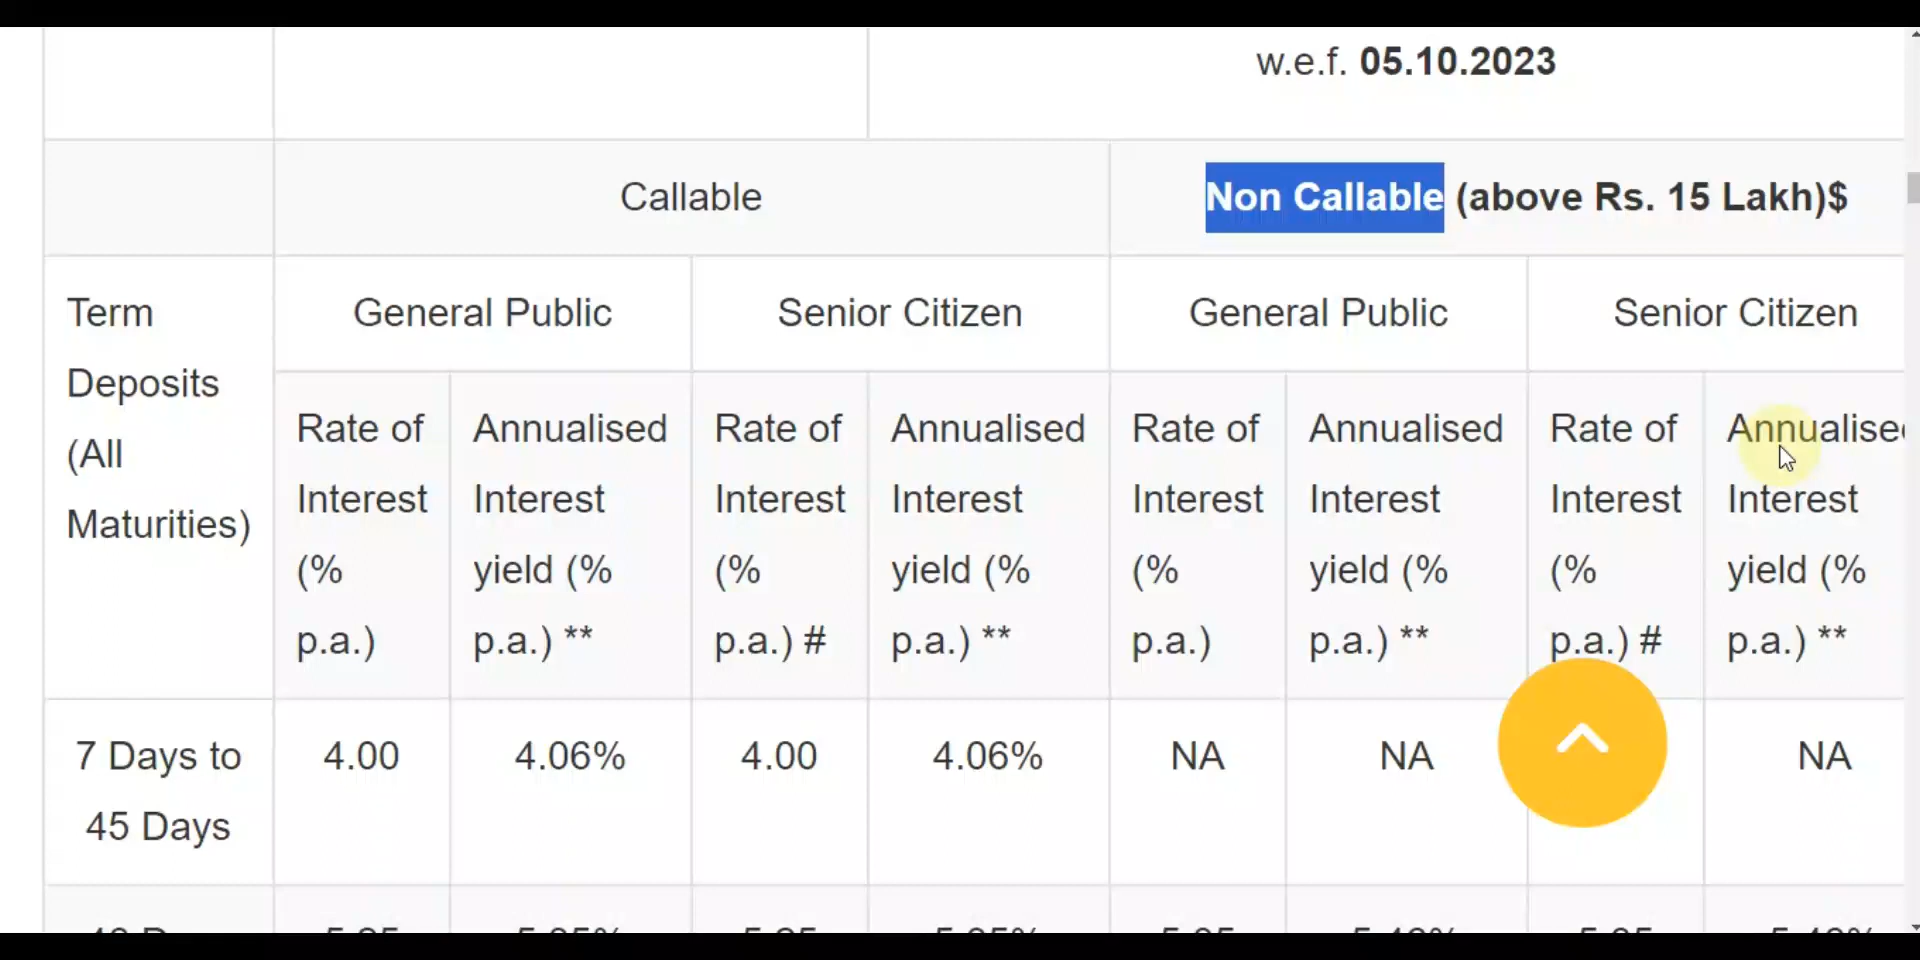 w.e.f. 05.10.2023
Callable
Non Callable (above Rs. 15 Lakh)$
Term
Deposits
(All
Maturities)
General Public
Senior Citizen
General Public
Senior Citizen
Rate of
Interest
(%
p.a.)
Annualised
Interest
yield (%
p.a.) **
Rate of
Interest
(%
p.a.) #
Annualised
Interest
yield (%
p.a.) **
Rate of
Interest
(%
p.a.)
Annualised
Interest
yield (%
p.a.) **
Rate of
Interest
(%
p.a.) #
Annualised
Interest
yield (%
p.a.) **
7 Days to
45 Days
4.00
4.06%
4.00
4.06%
NA
NA
NA